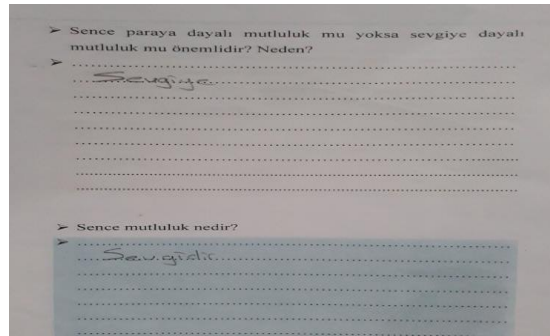 ➢ Sence paraya dayalı mutluluk mu yoksa sevgiye dayalı
mutluluk mu önemlidir? Neden?
➢
Sevgiye
➢ Sence mutluluk nedir?
➢
Sevgidir